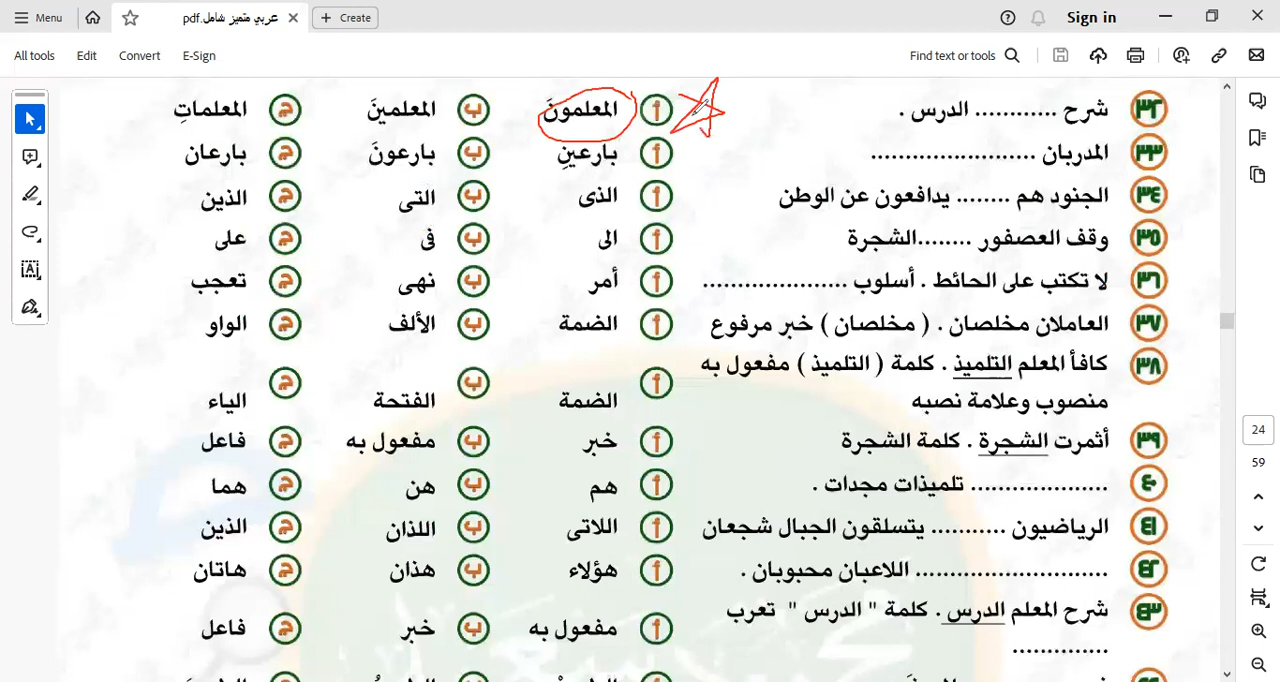 Menu
عربي متميز شامل.pdf
Create
Sign in
All tools Edit Convert E-Sign
Find text or tools
٣٢ شرح ............ الدرس . أ المعلمونَ ب المعلمينَ ج المعلماتِ
٣٣ المدربان ........................ أ بارعينِ ب بارعونَ ج بارعان
٣٤ الجنود هم ........ يدافعون عن الوطن أ الذى ب التى ج الذين
٣٥ وقف العصفور ........الشجرة أ الى ب فى ج على
٣٦ لا تكتب على الحائط . أسلوب ..................... أ أمر ب نهى ج تعجب
٣٧ العاملان مخلصان . ( مخلصان ) خبر مرفوع أ الضمة ب الألف ج الواو
٣٨ كافأ المعلم التلميذ . كلمة ( التلميذ ) مفعول به
منصوب وعلامة نصبه أ الضمة ب الفتحة ج الياء
٣٩ أثمرت الشجرة . كلمة الشجرة أ خبر ب مفعول به ج فاعل
٤٠ .................... تلميذات مجدات . أ هم ب هن ج هما
٤١ الرياضيون ........... يتسلقون الجبال شجعان أ اللاتى ب اللذان ج الذين
٤٢ ............................ اللاعبان محبوبان . أ هؤلاء ب هذان ج هاتان
٤٣ شرح المعلم الدرس . كلمة " الدرس " تعرب
.............. أ مفعول به ب خبر ج فاعل
24
59